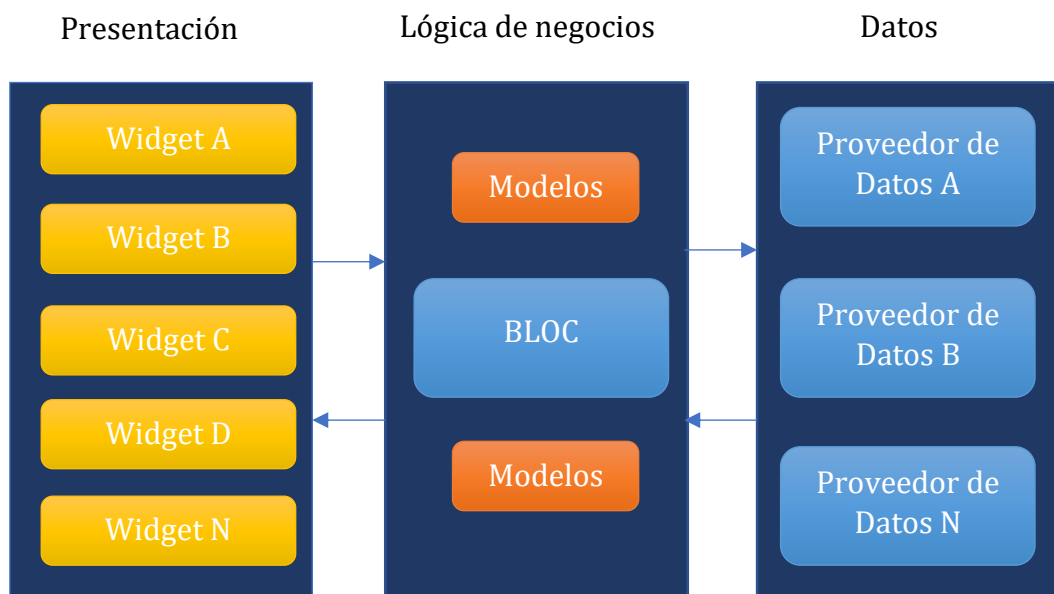 Presentación
Lógica de negocios
Datos
Widget A
Widget B
Widget C
Widget D
Widget N
Modelos
BLOC
Modelos
Proveedor de
Datos A
Proveedor de
Datos B
Proveedor de
Datos N